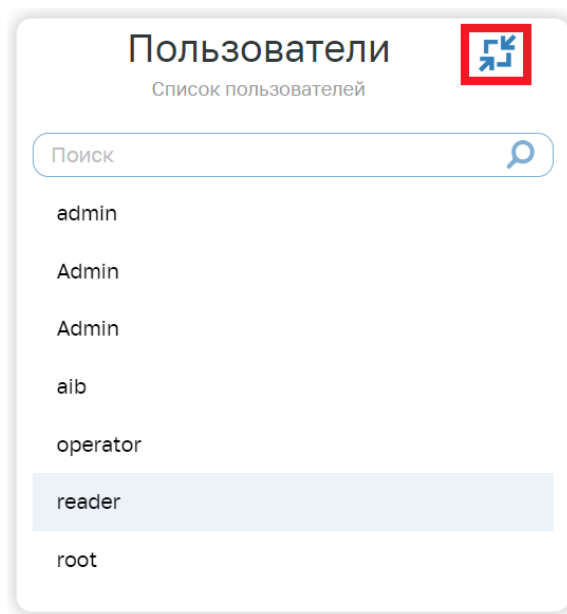 Пользователи
Список пользователей
Поиск
admin
Admin
Admin
aib
operator
reader
root